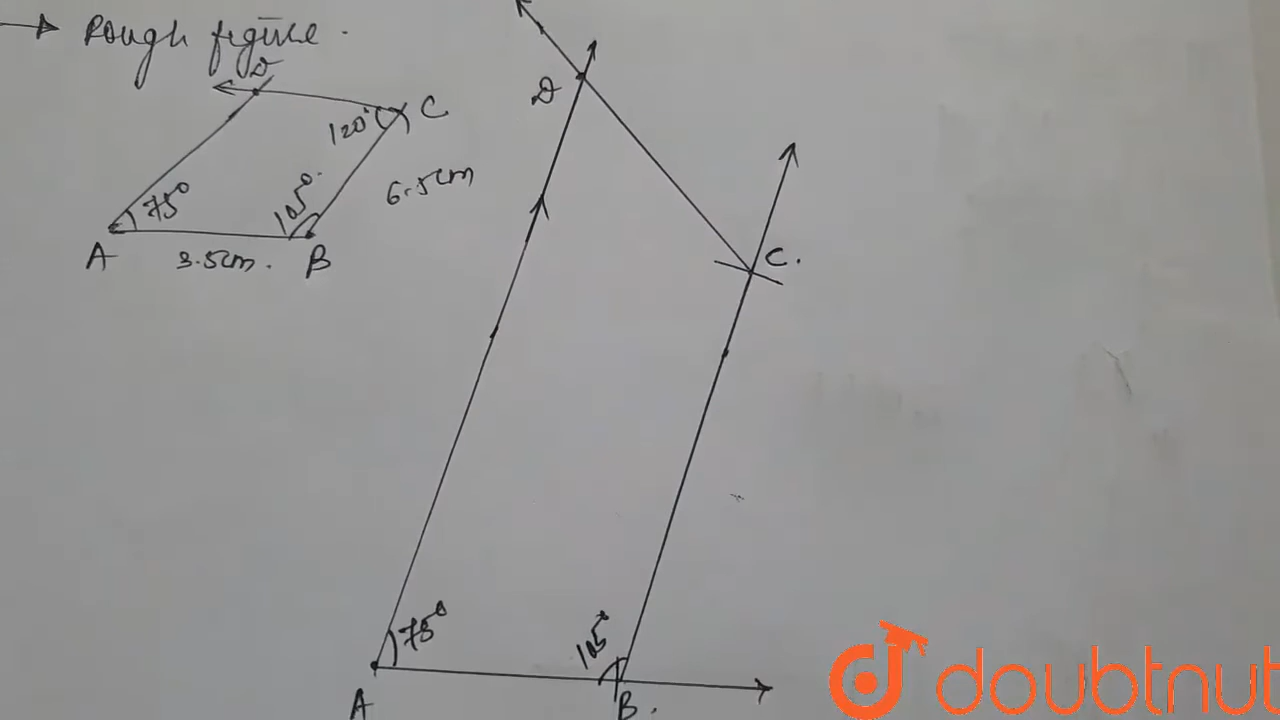 → Rough figure.
D
C
120°
6.5cm
75°
105°
A
3.5cm.
B
D
C.
75°
105°
A
B.
doubtnut